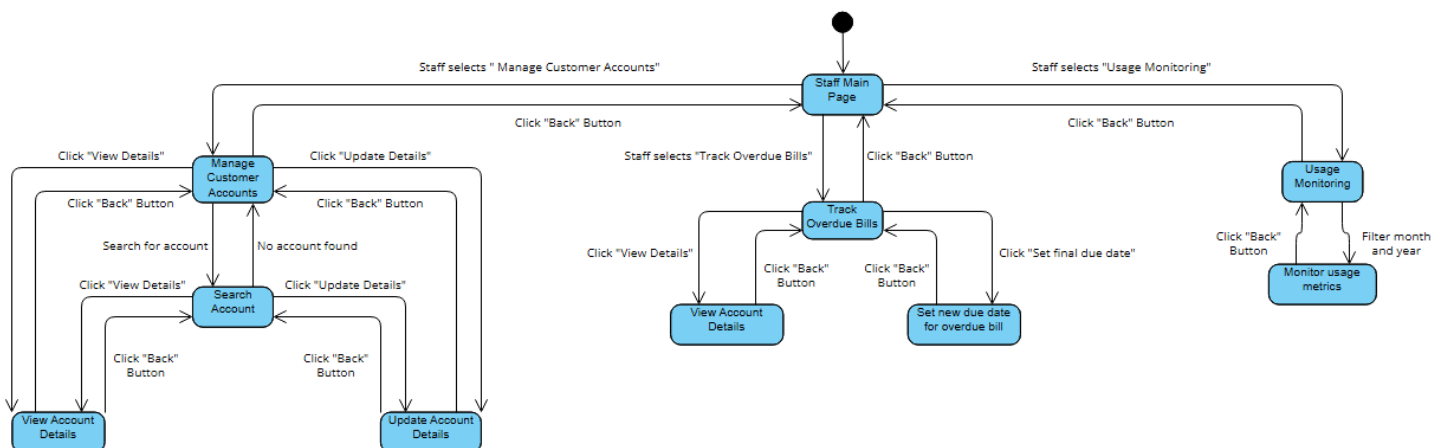 Staff selects " Manage Customer Accounts"
Staff selects "Usage Monitoring"
Staff Main
Page
Click "Back" Button
Click "Back" Button
Click "View Details"
Click "Update Details"
Manage
Customer
Accounts
Staff selects "Track Overdue Bills"
Click "Back" Button
Usage
Monitoring
Click "Back" Button
Click "Back" Button
Track
Overdue Bills
Search for account
No account found
Click "View Details"
Click "Set final due date"
Click "Back"
Button
Filter month
and year
Click "Back"
Button
Click "Back"
Button
Monitor usage
metrics
Click "View Details"
Click "Update Details"
Search
Account
View Account
Details
Set new due date
for overdue bill
Click "Back"
Button
Click "Back"
Button
View Account
Details
Update Account
Details